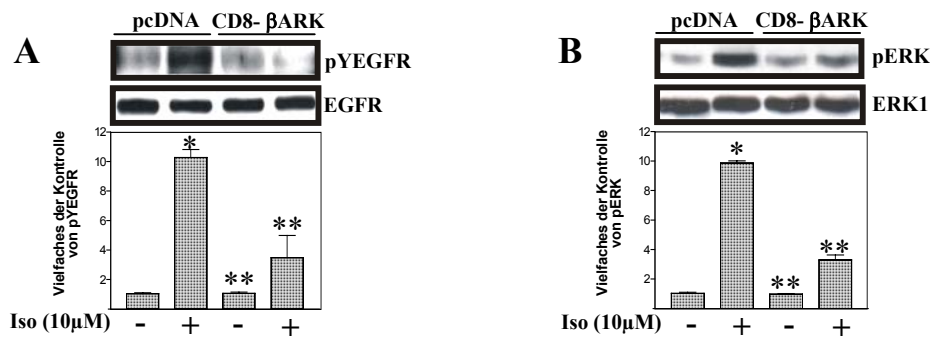 A
pcDNA CD8- βARK
pYEGFR
EGFR
Vielfaches der Kontrolle
von pYEGFR
12
10
8
6
4
2
*
**
**
Iso (10µM) - + - +
B
pcDNA CD8- βARK
pERK
ERK1
Vielfaches der Kontrolle
von pERK
12
10
8
6
4
2
*
**
**
Iso (10µM) - + - +